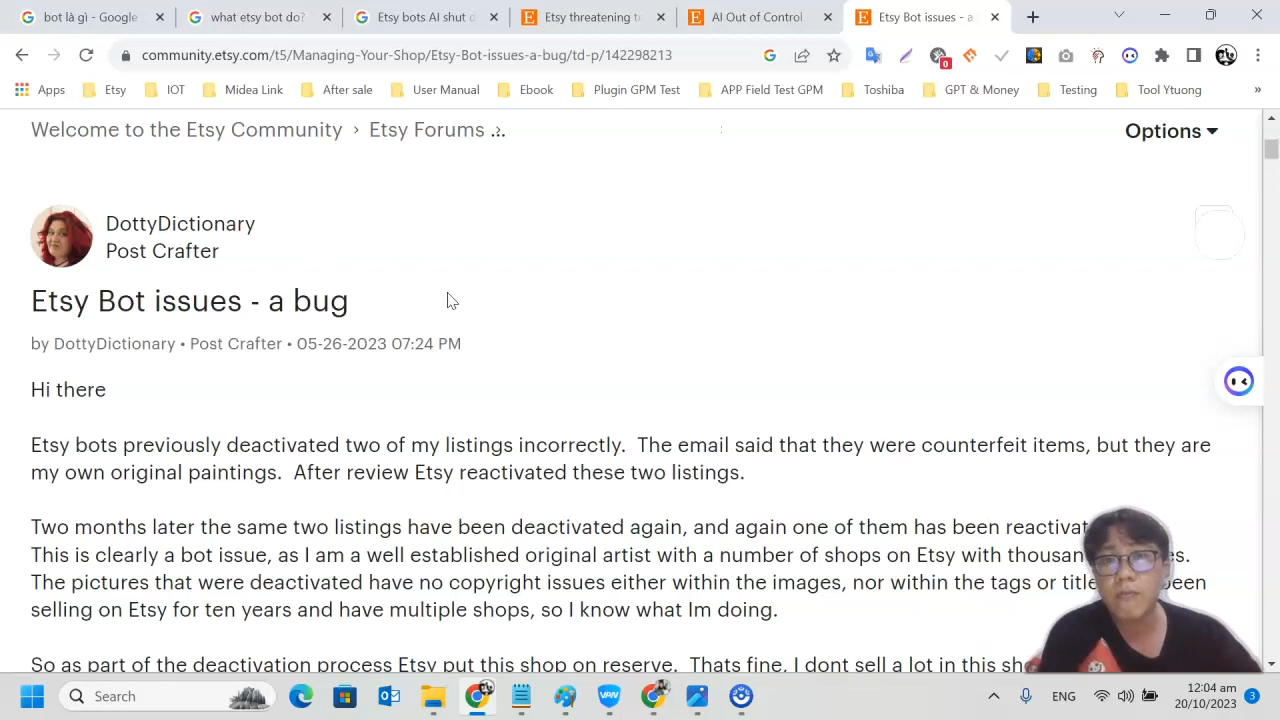 bot là gì - Google
what etsy bot do?
Etsy bots AI shut d
Etsy threatening t
AI Out of Control
Etsy Bot issues - a
community.etsy.com/t5/Managing-Your-Shop/Etsy-Bot-issues-a-bug/td-p/142298213
0
Apps
Etsy
IOT
Midea Link
After sale
User Manual
Ebook
Plugin GPM Test
APP Field Test GPM
Toshiba
GPT & Money
Testing
Tool Ytuong
»
Welcome to the Etsy Community › Etsy Forums
Options
DottyDictionary
Post Crafter
Etsy Bot issues - a bug
by DottyDictionary • Post Crafter • 05-26-2023 07:24 PM
Hi there
Etsy bots previously deactivated two of my listings incorrectly. The email said that they were counterfeit items, but they are
my own original paintings. After review Etsy reactivated these two listings.
Two months later the same two listings have been deactivated again, and again one of them has been reactivat
This is clearly a bot issue, as I am a well established original artist with a number of shops on Etsy with thousan es.
The pictures that were deactivated have no copyright issues either within the images, nor within the tags or title been
selling on Etsy for ten years and have multiple shops, so I know what Im doing.
So as part of the deactivation process Etsy put this shop on reserve. Thats fine, I dont sell a lot in this sh
Search
VPN
ENG
12:04 am
20/10/2023
3